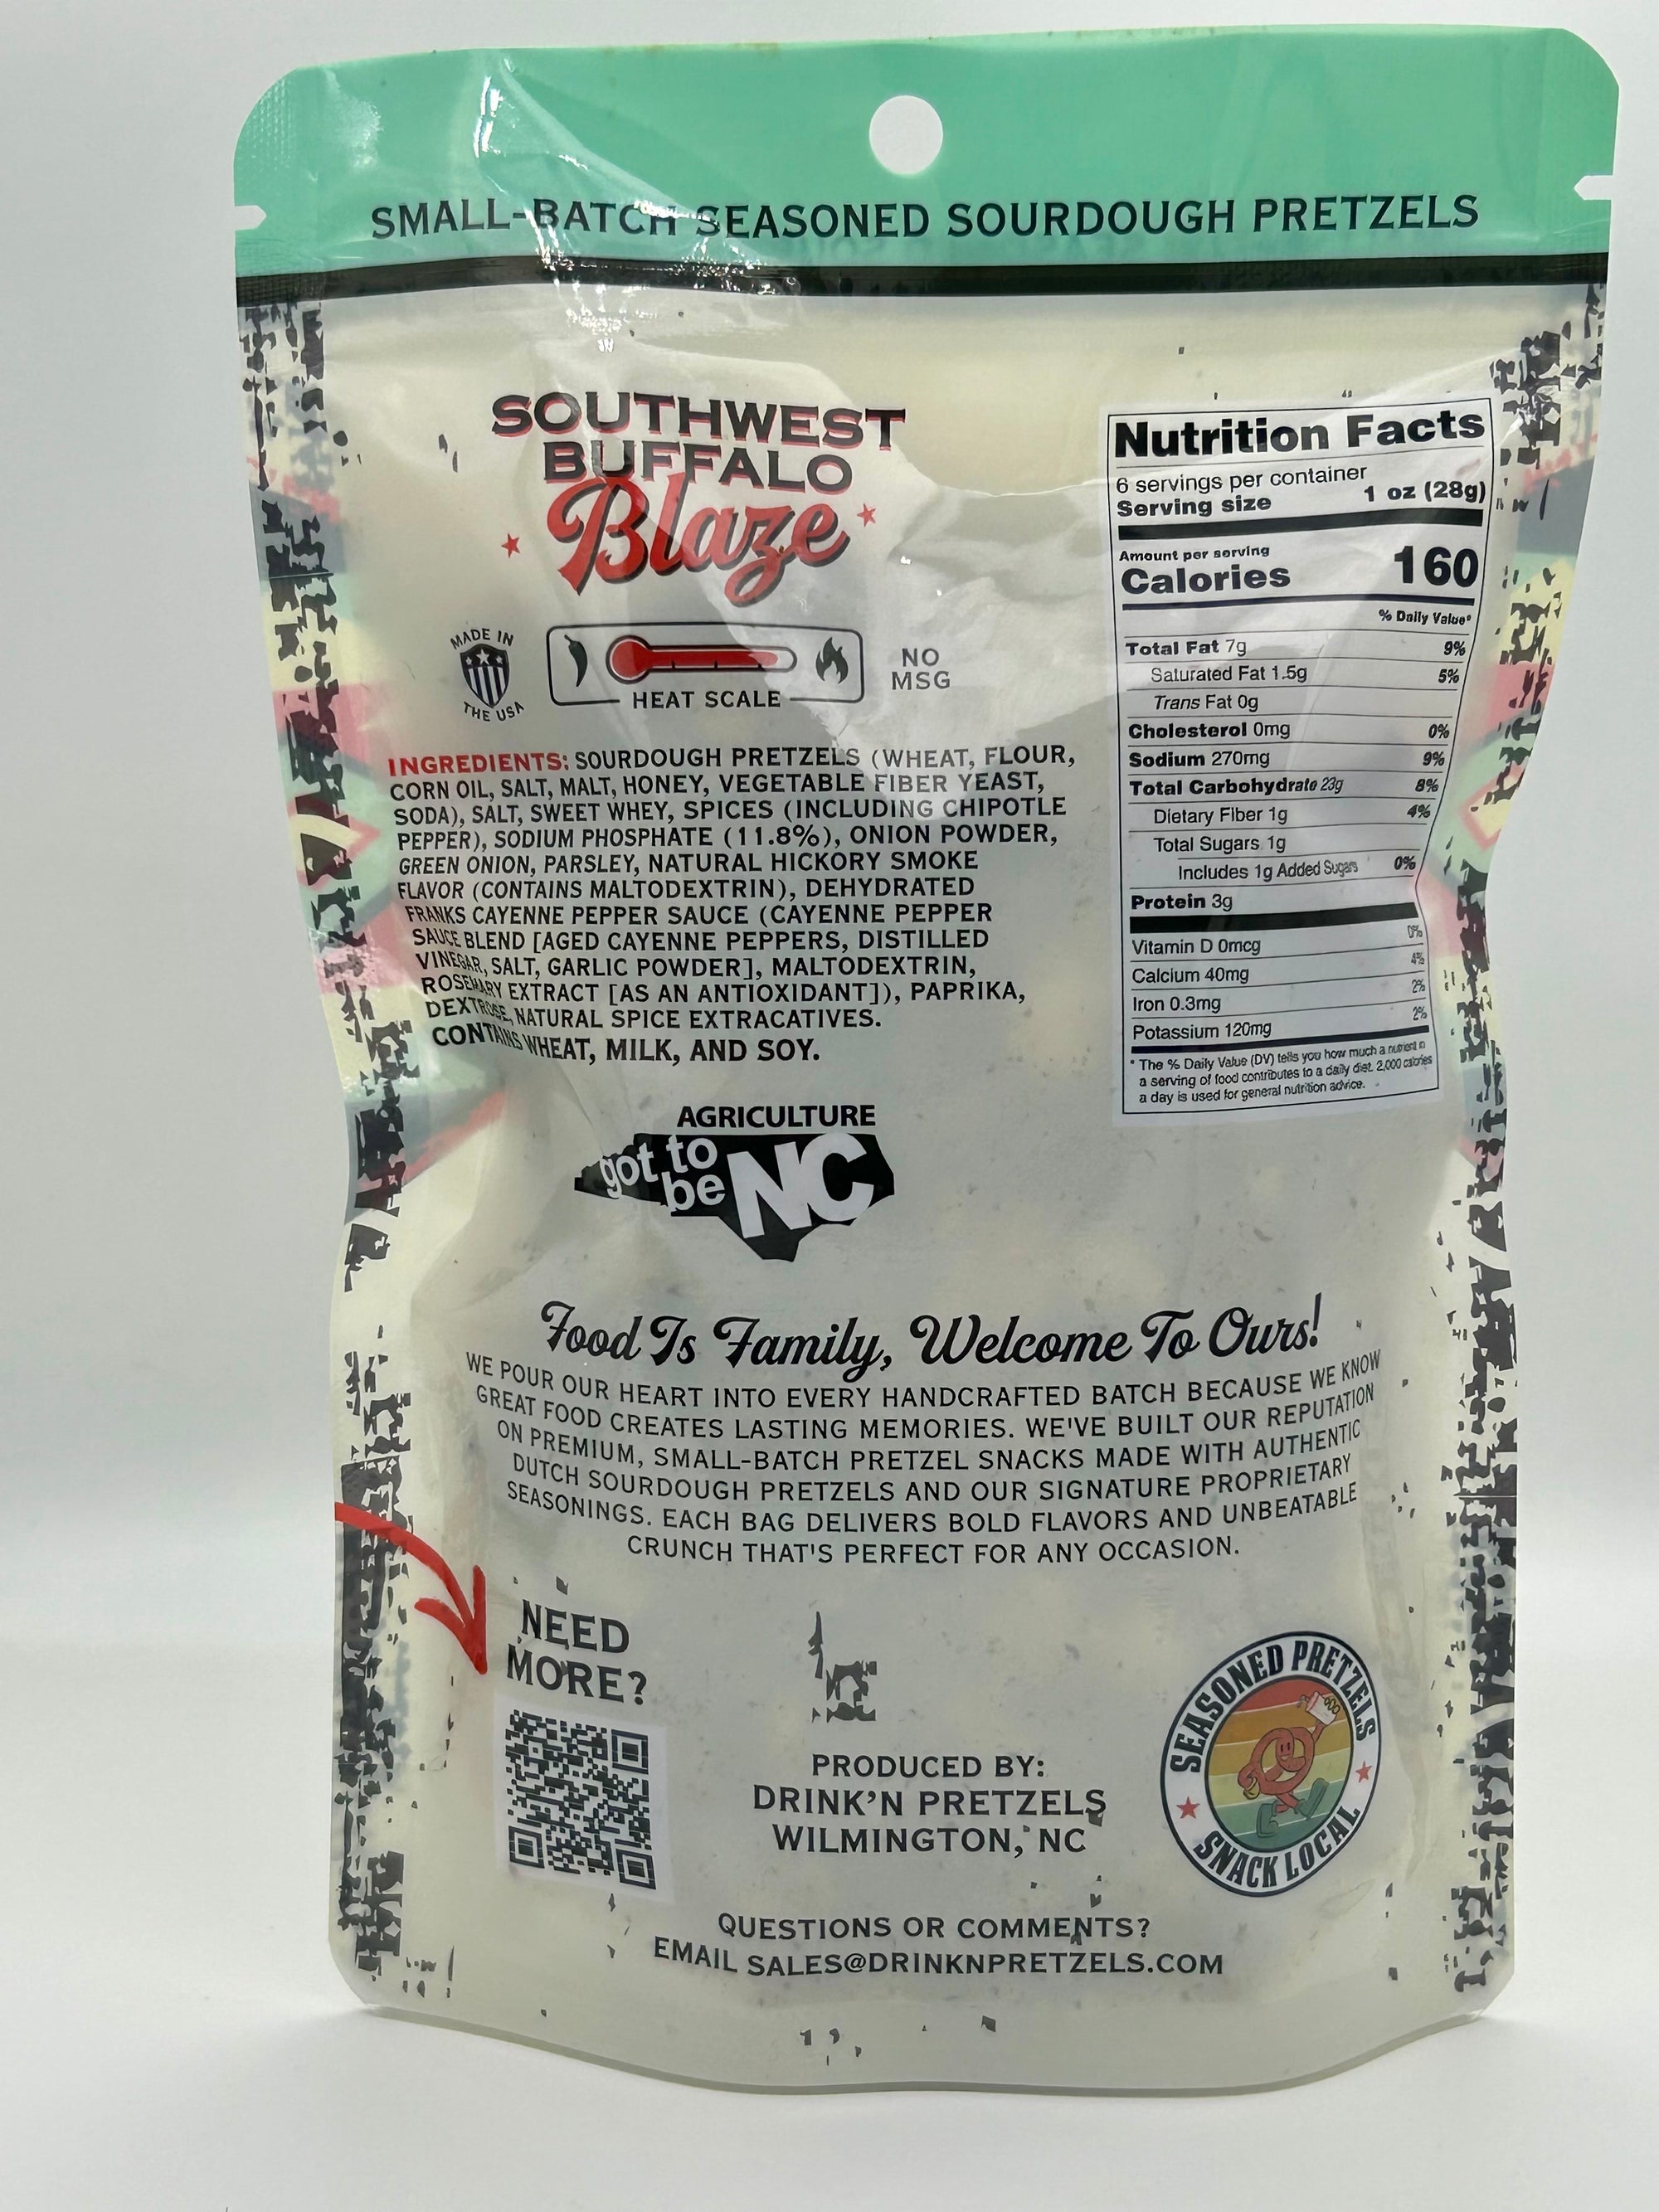 SMALL-BATCH SEASONED SOURDOUGH PRETZELS
SOUTHWEST
BUFFALO
Blaze
MADE IN
THE USA
HEAT SCALE
NO
MSG
INGREDIENTS: SOURDOUGH PRETZELS (WHEAT, FLOUR,
CORN OIL, SALT, MALT, HONEY, VEGETABLE FIBER YEAST,
SODA), SALT, SWEET WHEY, SPICES (INCLUDING CHIPOTLE
PEPPER), SODIUM PHOSPHATE (11.8%), ONION POWDER,
GREEN ONION, PARSLEY, NATURAL HICKORY SMOKE
FLAVOR (CONTAINS MALTODEXTRIN), DEHYDRATED
FRANKS CAYENNE PEPPER SAUCE (CAYENNE PEPPER
SAUCE BLEND [AGED CAYENNE PEPPERS, DISTILLED
VINEGAR, SALT, GARLIC POWDER], MALTODEXTRIN,
ROSEMARY EXTRACT [AS AN ANTIOXIDANT]), PAPRIKA,
DEXTROSE, NATURAL SPICE EXTRACATIVES.
CONTAINS WHEAT, MILK, AND SOY.
Nutrition Facts
6 servings per container
Serving size 1 oz (28g)
Amount per serving
Calories 160
% Daily Value*
Total Fat 7g 9%
Saturated Fat 1.5g 5%
Trans Fat 0g
Cholesterol 0mg 0%
Sodium 270mg 9%
Total Carbohydrate 23g 8%
Dietary Fiber 1g 4%
Total Sugars 1g
Includes 1g Added Sugars 0%
Protein 3g
Vitamin D 0mcg 0%
Calcium 40mg 4%
Iron 0.3mg 2%
Potassium 120mg 2%
* The % Daily Value (DV) tells you how much a nutrient in
a serving of food contributes to a daily diet. 2,000 calories
a day is used for general nutrition advice.
AGRICULTURE
got to
be NC
Food Is Family, Welcome To Ours!
WE POUR OUR HEART INTO EVERY HANDCRAFTED BATCH BECAUSE WE KNOW
GREAT FOOD CREATES LASTING MEMORIES. WE'VE BUILT OUR REPUTATION
ON PREMIUM, SMALL-BATCH PRETZEL SNACKS MADE WITH AUTHENTIC
DUTCH SOURDOUGH PRETZELS AND OUR SIGNATURE PROPRIETARY
SEASONINGS. EACH BAG DELIVERS BOLD FLAVORS AND UNBEATABLE
CRUNCH THAT'S PERFECT FOR ANY OCCASION.
NEED
MORE?
PRODUCED BY:
DRINK'N PRETZELS
WILMINGTON, NC
SEASONED PRETZELS
SNACK LOCAL
QUESTIONS OR COMMENTS?
EMAIL SALES@DRINKNPRETZELS.COM